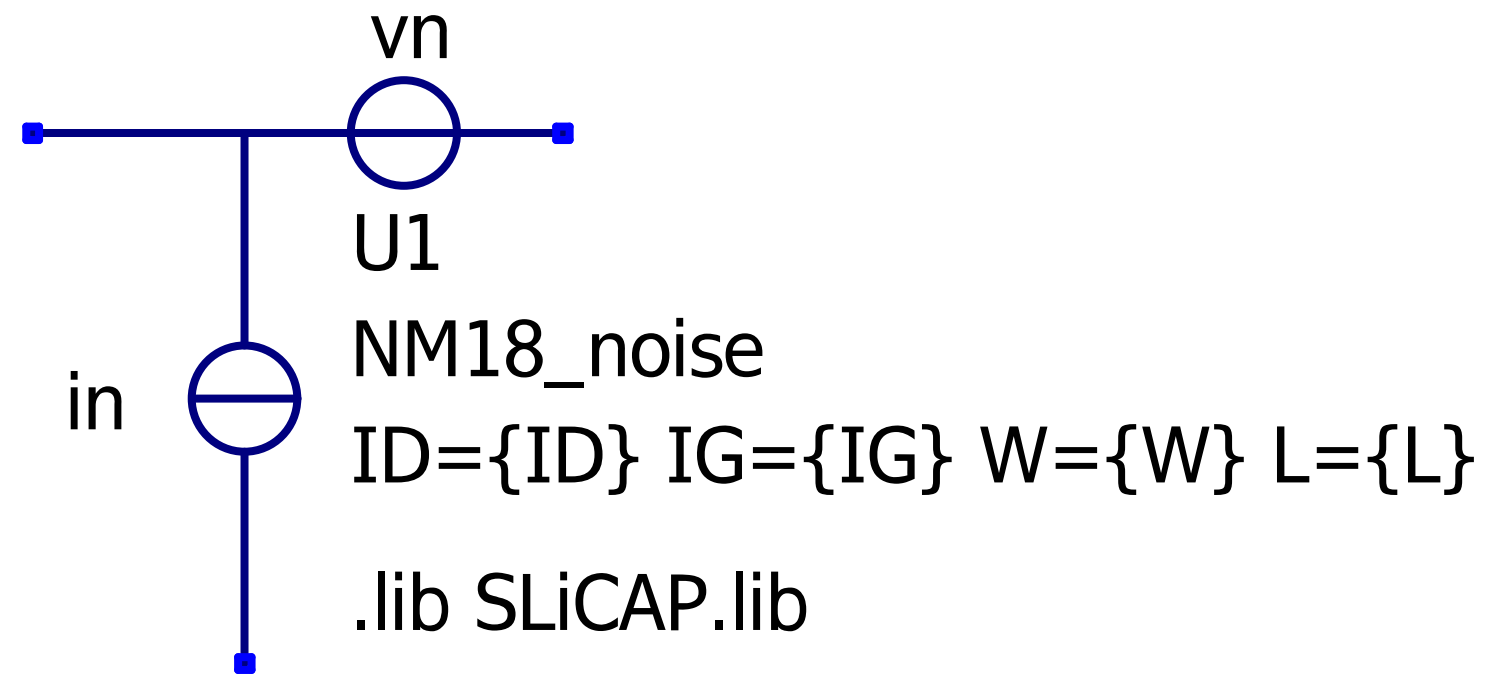 vn
U1
NM18_noise
in
ID={ID} IG={IG} W={W} L={L}
.lib SLiCAP.lib